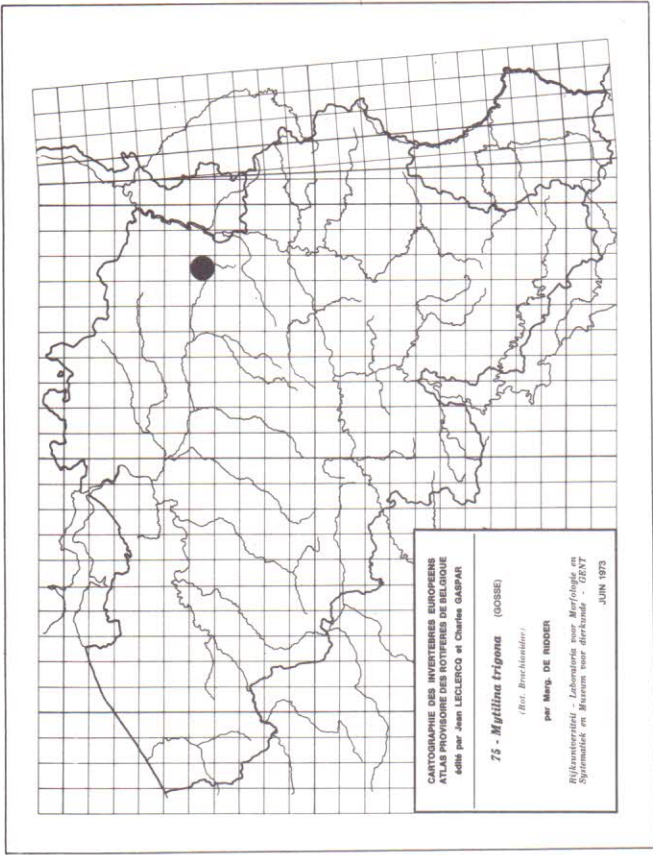 CARTOGRAPHIE DES INVERTEBRES EUROPEENS
ATLAS PROVISOIRE DES ROTIFERES DE BELGIQUE
édité par Jean LECLERCQ et Charles GASPAR
75 - Mytilina trigona (GOSSE)
(Rot. Brachionidae)
par Marg. DE RIDDER
Rijksuniversiteit - Laboratoria voor Morfologie en
Systematiek en Museum voor dierkunde - GENT
JUIN 1973